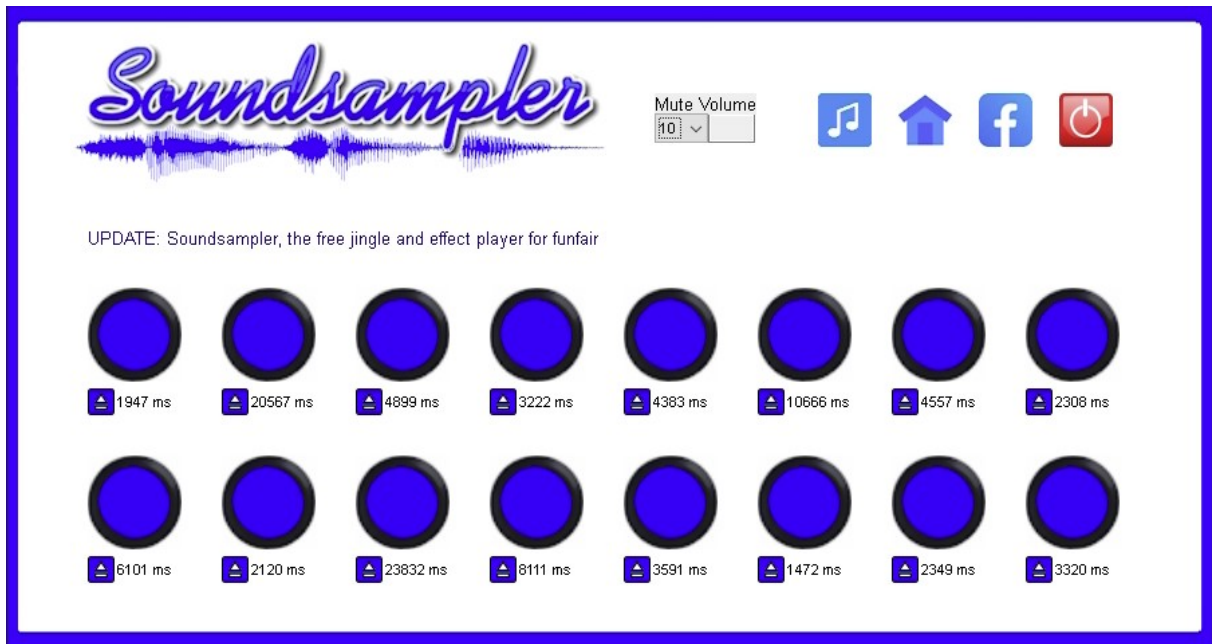 Soundsampler
Mute Volume
10
UPDATE: Soundsampler, the free jingle and effect player for funfair
1947 ms 20567 ms 4899 ms 3222 ms 4383 ms 10666 ms 4557 ms 2308 ms
6101 ms 2120 ms 23832 ms 8111 ms 3591 ms 1472 ms 2349 ms 3320 ms